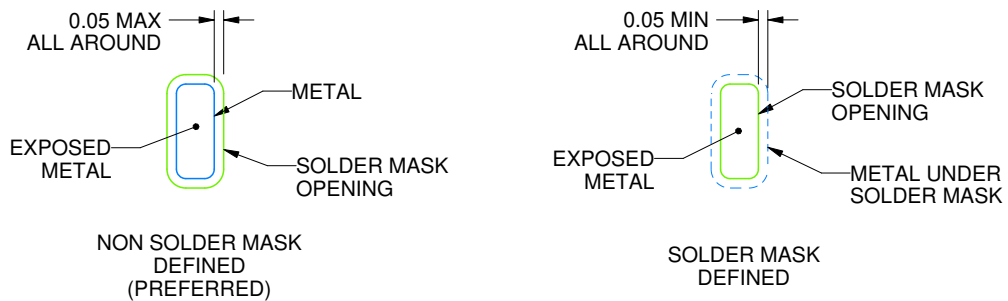 0.05 MAX
ALL AROUND
METAL
EXPOSED
METAL
SOLDER MASK
OPENING
NON SOLDER MASK
DEFINED
(PREFERRED)
0.05 MIN
ALL AROUND
SOLDER MASK
OPENING
EXPOSED
METAL
METAL UNDER
SOLDER MASK
SOLDER MASK
DEFINED